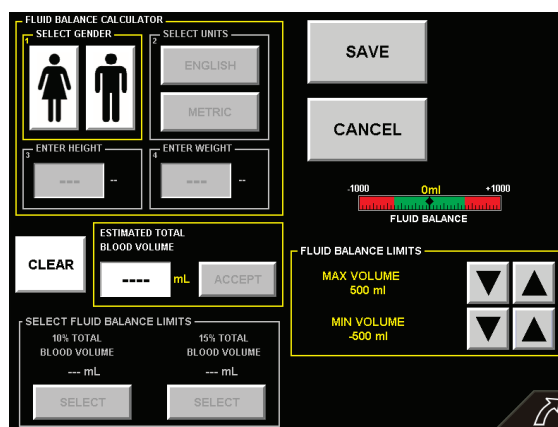 FLUID BALANCE CALCULATOR
SELECT GENDER
1
SELECT UNITS
2
ENGLISH
METRIC
ENTER HEIGHT
3
--- --
ENTER WEIGHT
4
--- --
SAVE
CANCEL
-1000 0ml +1000
FLUID BALANCE
CLEAR
ESTIMATED TOTAL
BLOOD VOLUME
---- mL
ACCEPT
FLUID BALANCE LIMITS
MAX VOLUME
500 ml
MIN VOLUME
-500 ml
SELECT FLUID BALANCE LIMITS
10% TOTAL
BLOOD VOLUME
--- mL
SELECT
15% TOTAL
BLOOD VOLUME
--- mL
SELECT